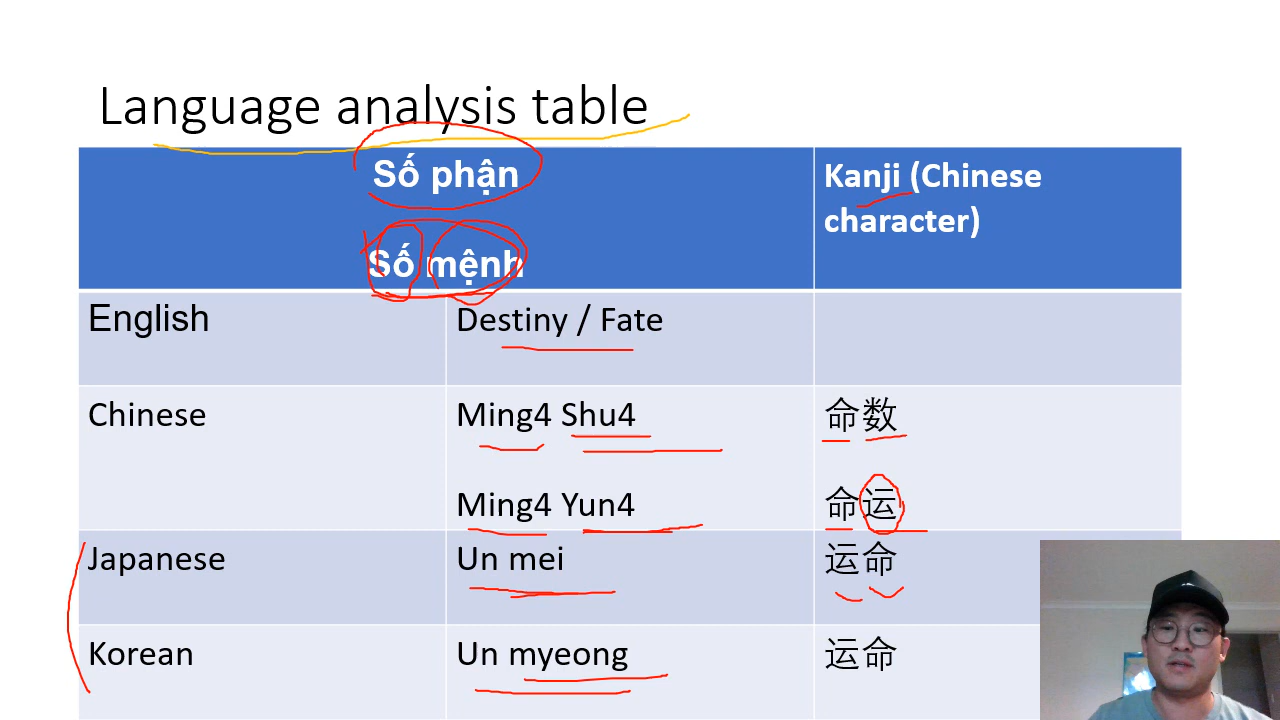 Language analysis table
Số phận
Số mệnh
Kanji (Chinese
character)
English
Destiny / Fate
Chinese
Ming4 Shu4
命数
Ming4 Yun4
命运
Japanese
Un mei
运命
Korean
Un myeong
运命